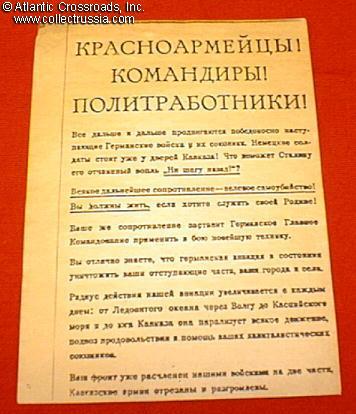 © Atlantic Crossroads, Inc.
www.collectrussia.com
КРАСНОАРМЕЙЦЫ!
КОМАНДИРЫ!
ПОЛИТРАБОТНИКИ!
Все дальше и дальше продвигаются победоносно насту-
пающие Германские войска и их союзники. Немецкие сол-
даты стоят уже у дверей Кавказа! Что поможет Сталину
его отчаянный вопль „Ни шагу назад!"?
Всякое дальнейшее сопротивление—целевое самоубийство!
Вы должны жить, если хотите служить своей Родине!
Ваше же сопротивление заставит Германское Главное
Командование применить в бою новейшую технику.
Вы отлично знаете, что германская авиация в состоянии
уничтожить ваши отступающие части, ваши города и села.
Радиус действия нашей авиации увеличивается с каждым
днем: от Ледовитого океана через Волгу до Каспийского
моря и до юга Кавказа она парализует всякое движение,
подвоз продовольствия и помощь ваших капиталистических
союзников.
Ваш фронт уже расчленен нашими войсками на две части,
Кавказские армии отрезаны и разгромлены.